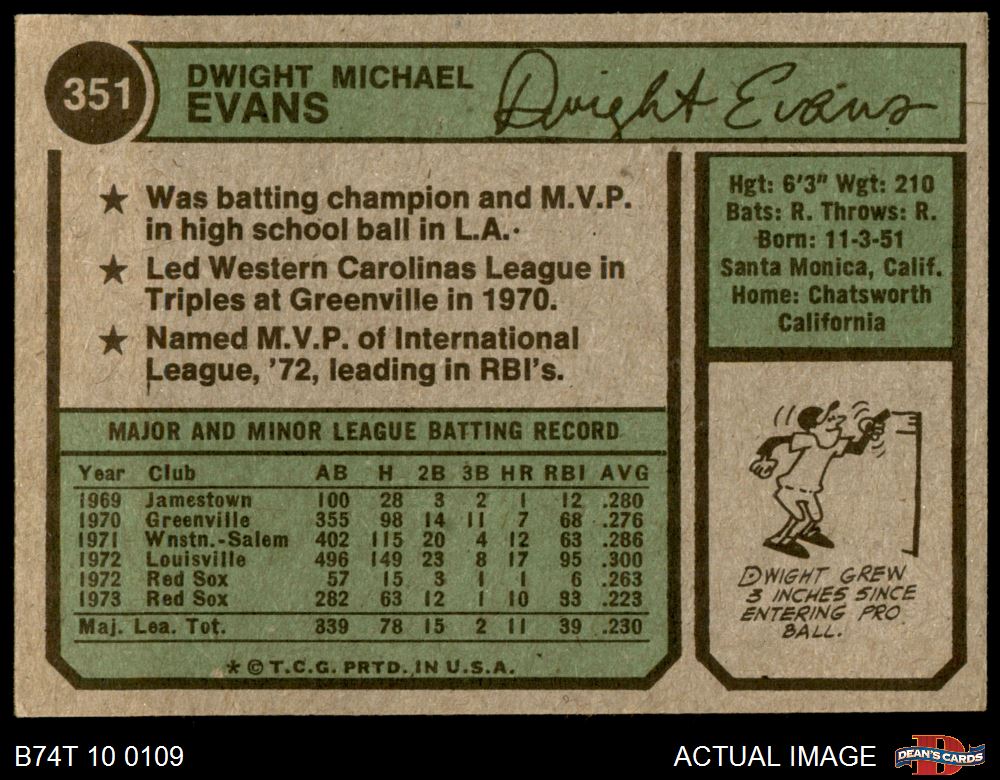 351
DWIGHT MICHAEL
EVANS
Dwight Evans
★ Was batting champion and M.V.P.
in high school ball in L.A.
★ Led Western Carolinas League in
Triples at Greenville in 1970.
★ Named M.V.P. of International
League, '72, leading in RBI's.
Hgt: 6'3" Wgt: 210
Bats: R. Throws: R.
Born: 11-3-51
Santa Monica, Calif.
Home: Chatsworth
California
MAJOR AND MINOR LEAGUE BATTING RECORD
Year Club AB H 2B 3B HR RBI AVG
1969 Jamestown 100 28 3 2 1 12 .280
1970 Greenville 355 98 14 11 7 68 .276
1971 Wnstn.-Salem 402 115 20 4 12 63 .286
1972 Louisville 496 149 23 8 17 95 .300
1972 Red Sox 57 15 3 1 1 6 .263
1973 Red Sox 282 63 12 1 10 33 .223
Maj. Lea. Tot. 339 78 15 2 11 39 .230
* © T.C.G. PRTD. IN U.S.A.
DWIGHT GREW
3 INCHES SINCE
ENTERING PRO
BALL.
B74T 10 0109
ACTUAL IMAGE
DEAN'S CARDS